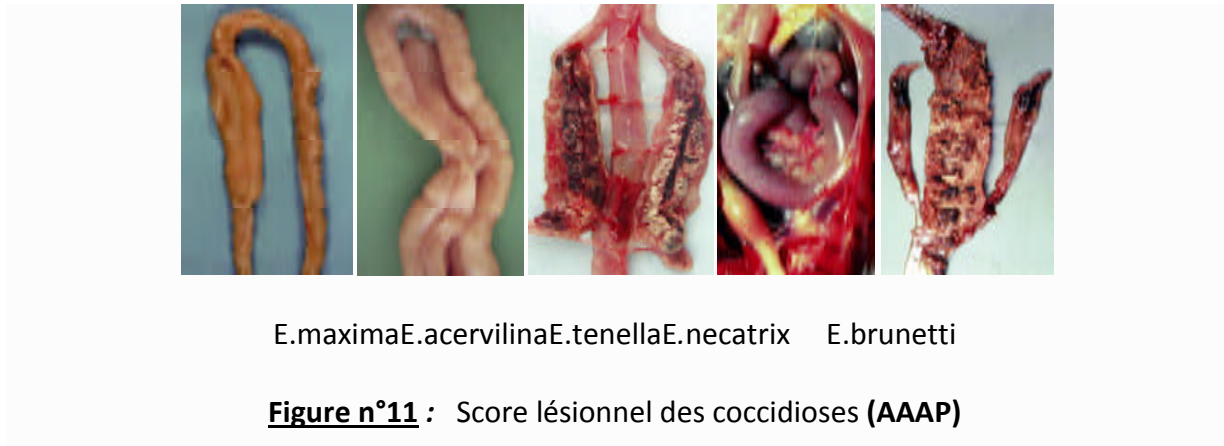 E.maximaE.acervilinaE.tenellaE.necatrix E.brunetti
Figure n°11 : Score lésionnel des coccidioses (AAAP)